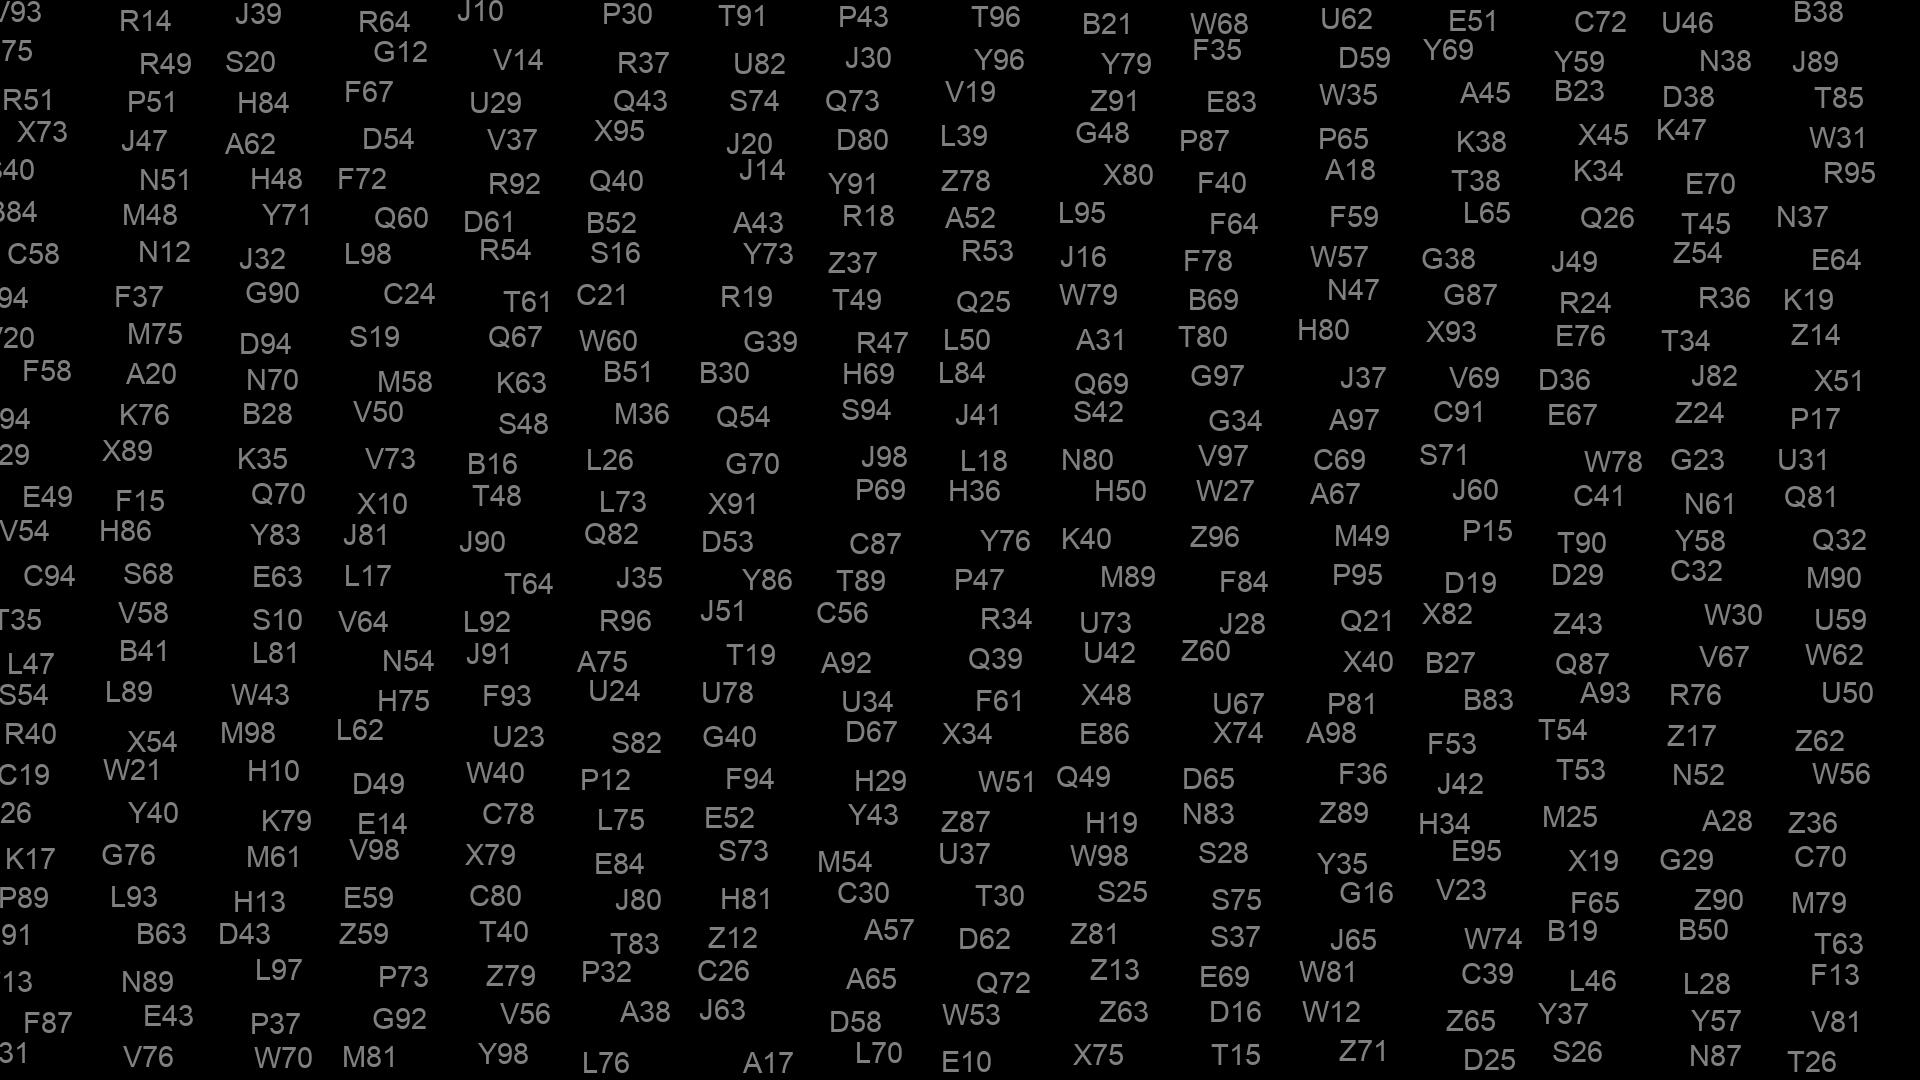 V93 R14 J39 R64 J10 P30 T91 P43 T96 B21 W68 U62 E51 C72 U46 B38
75 R49 S20 G12 V14 R37 U82 J30 Y96 Y79 F35 D59 Y69 Y59 N38 J89
R51 P51 H84 F67 U29 Q43 S74 Q73 V19 Z91 E83 W35 A45 B23 D38 T85
X73 J47 A62 D54 V37 X95 J20 D80 L39 G48 P87 P65 K38 X45 K47 W31
40 N51 H48 F72 R92 Q40 J14 Y91 Z78 X80 F40 A18 T38 K34 E70 R95
84 M48 Y71 Q60 D61 B52 A43 R18 A52 L95 F64 F59 L65 Q26 T45 N37
C58 N12 J32 L98 R54 S16 Y73 Z37 R53 J16 F78 W57 G38 J49 Z54 E64
94 F37 G90 C24 T61 C21 R19 T49 Q25 W79 B69 N47 G87 R24 R36 K19
20 M75 D94 S19 Q67 W60 G39 R47 L50 A31 T80 H80 X93 E76 T34 Z14
F58 A20 N70 M58 K63 B51 B30 H69 L84 Q69 G97 J37 V69 D36 J82 X51
94 K76 B28 V50 S48 M36 Q54 S94 J41 S42 G34 A97 C91 E67 Z24 P17
29 X89 K35 V73 B16 L26 G70 J98 L18 N80 V97 C69 S71 W78 G23 U31
E49 F15 Q70 X10 T48 L73 X91 P69 H36 H50 W27 A67 J60 C41 N61 Q81
V54 H86 Y83 J81 J90 Q82 D53 C87 Y76 K40 Z96 M49 P15 T90 Y58 Q32
C94 S68 E63 L17 T64 J35 Y86 T89 P47 M89 F84 P95 D19 D29 C32 M90
T35 V58 S10 V64 L92 R96 J51 C56 R34 U73 J28 Q21 X82 Z43 W30 U59
L47 B41 L81 N54 J91 A75 T19 A92 Q39 U42 Z60 X40 B27 Q87 V67 W62
S54 L89 W43 H75 F93 U24 U78 U34 F61 X48 U67 P81 B83 A93 R76 U50
R40 X54 M98 L62 U23 S82 G40 D67 X34 E86 X74 A98 F53 T54 Z17 Z62
C19 W21 H10 D49 W40 P12 F94 H29 W51 Q49 D65 F36 J42 T53 N52 W56
26 Y40 K79 E14 C78 L75 E52 Y43 Z87 H19 N83 Z89 H34 M25 A28 Z36
K17 G76 M61 V98 X79 E84 S73 M54 U37 W98 S28 Y35 E95 X19 G29 C70
P89 L93 H13 E59 C80 J80 H81 C30 T30 S25 S75 G16 V23 F65 Z90 M79
91 B63 D43 Z59 T40 T83 Z12 A57 D62 Z81 S37 J65 W74 B19 B50 T63
13 N89 L97 P73 Z79 P32 C26 A65 Q72 Z13 E69 W81 C39 L46 L28 F13
F87 E43 P37 G92 V56 A38 J63 D58 W53 Z63 D16 W12 Z65 Y37 Y57 V81
31 V76 W70 M81 Y98 L76 A17 L70 E10 X75 T15 Z71 D25 S26 N87 T26